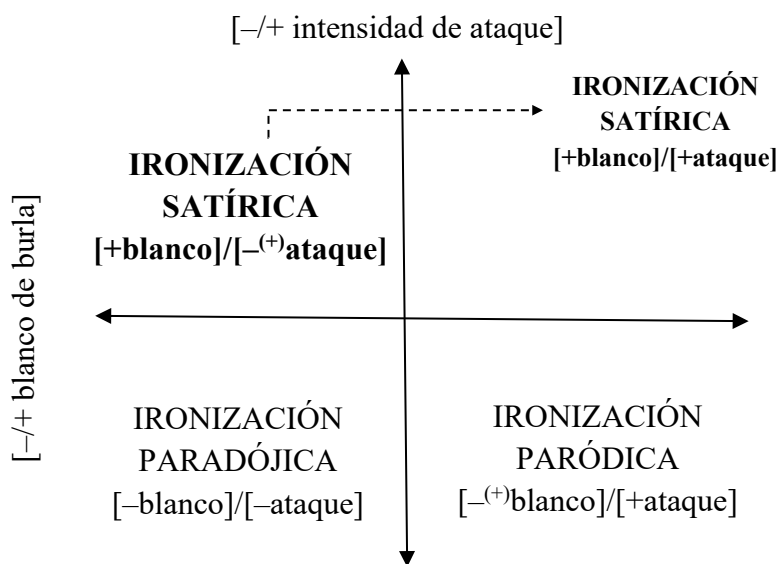 [–/+ intensidad de ataque]
IRONIZACIÓN
SATÍRICA
[+blanco]/[+ataque]
IRONIZACIÓN
SATÍRICA
[+blanco]/[–⁽⁺⁾ataque]
[–/+ blanco de burla]
IRONIZACIÓN
PARADÓJICA
[–blanco]/[–ataque]
IRONIZACIÓN
PARÓDICA
[–⁽⁺⁾blanco]/[+ataque]